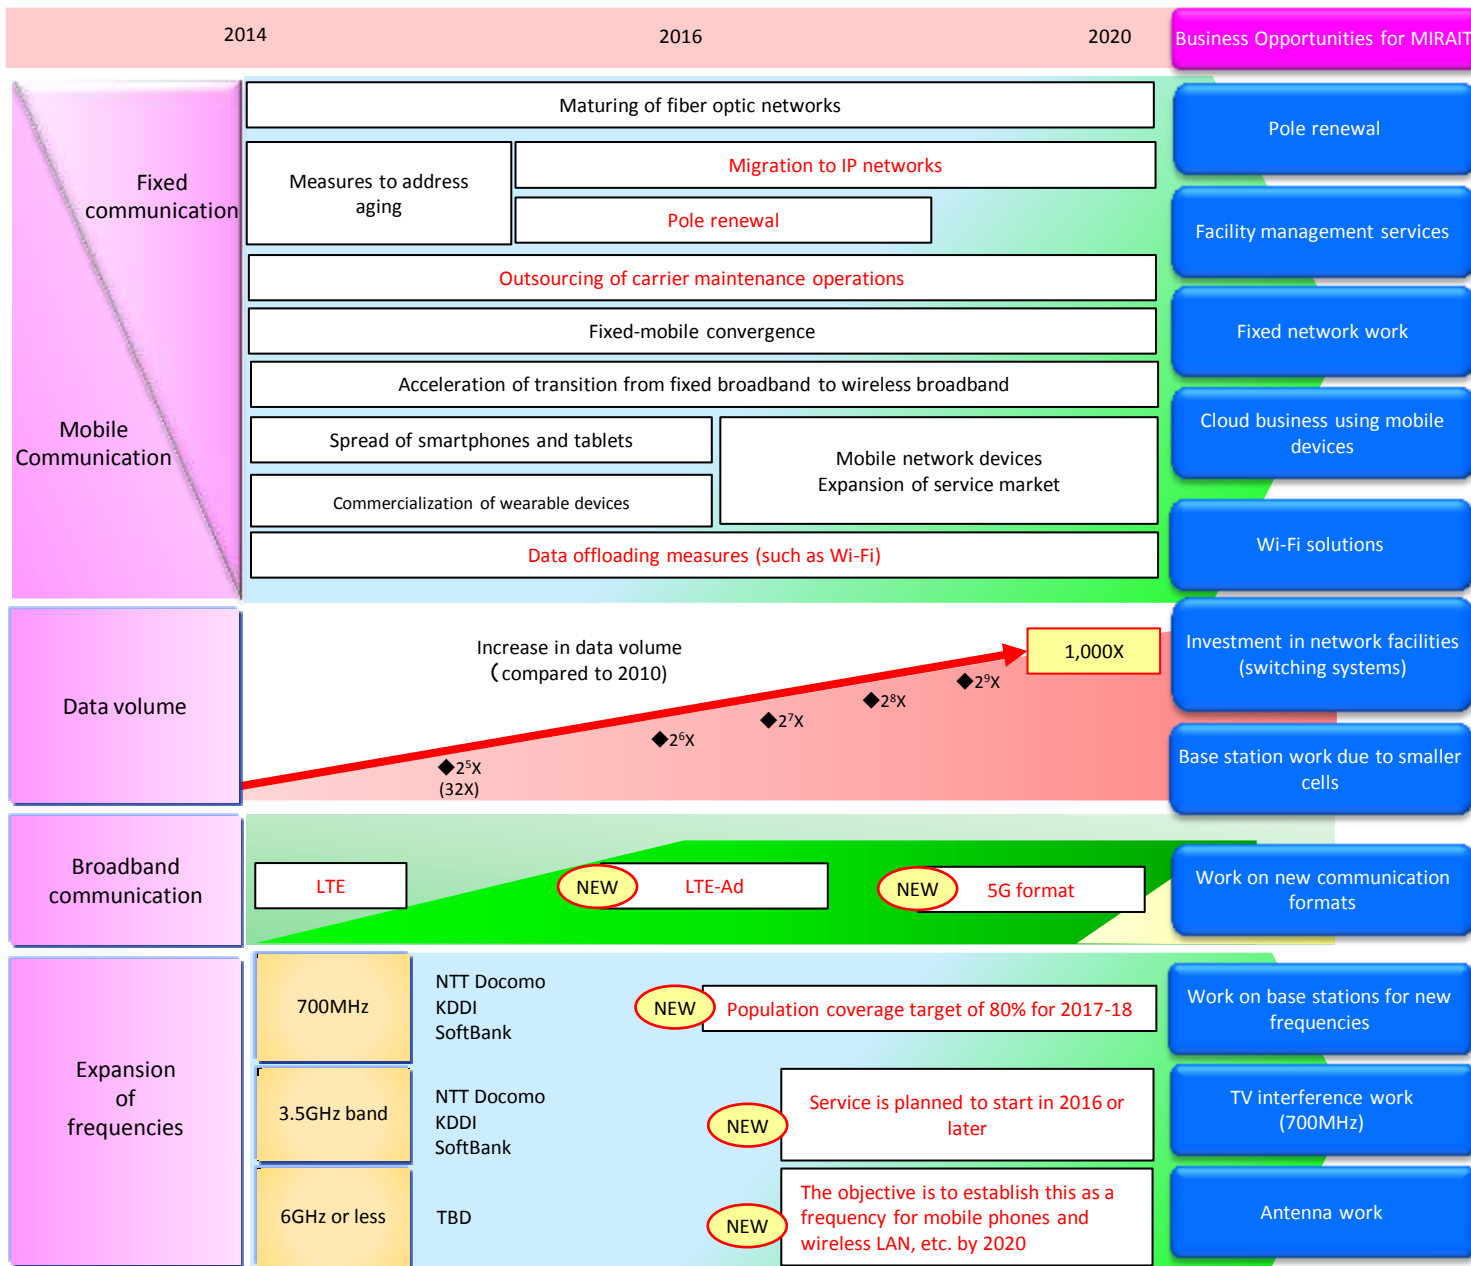 2014
2016
2020
Business Opportunities for MIRAIT
Fixed
communication
Mobile
Communication
Maturing of fiber optic networks
Measures to address
aging
Migration to IP networks
Pole renewal
Outsourcing of carrier maintenance operations
Fixed-mobile convergence
Acceleration of transition from fixed broadband to wireless broadband
Spread of smartphones and tablets
Commercialization of wearable devices
Mobile network devices
Expansion of service market
Data offloading measures (such as Wi-Fi)
Pole renewal
Facility management services
Fixed network work
Cloud business using mobile
devices
Wi-Fi solutions
Data volume
Increase in data volume
(compared to 2010)
◆2⁵X
(32X)
◆2⁶X
◆2⁷X
◆2⁸X
◆2⁹X
1,000X
Investment in network facilities
(switching systems)
Base station work due to smaller
cells
Broadband
communication
LTE
NEW
LTE-Ad
NEW
5G format
Work on new communication
formats
Expansion
of
frequencies
700MHz
NTT Docomo
KDDI
SoftBank
NEW
Population coverage target of 80% for 2017-18
Work on base stations for new
frequencies
3.5GHz band
NTT Docomo
KDDI
SoftBank
NEW
Service is planned to start in 2016 or
later
TV interference work
(700MHz)
6GHz or less
TBD
NEW
The objective is to establish this as a
frequency for mobile phones and
wireless LAN, etc. by 2020
Antenna work